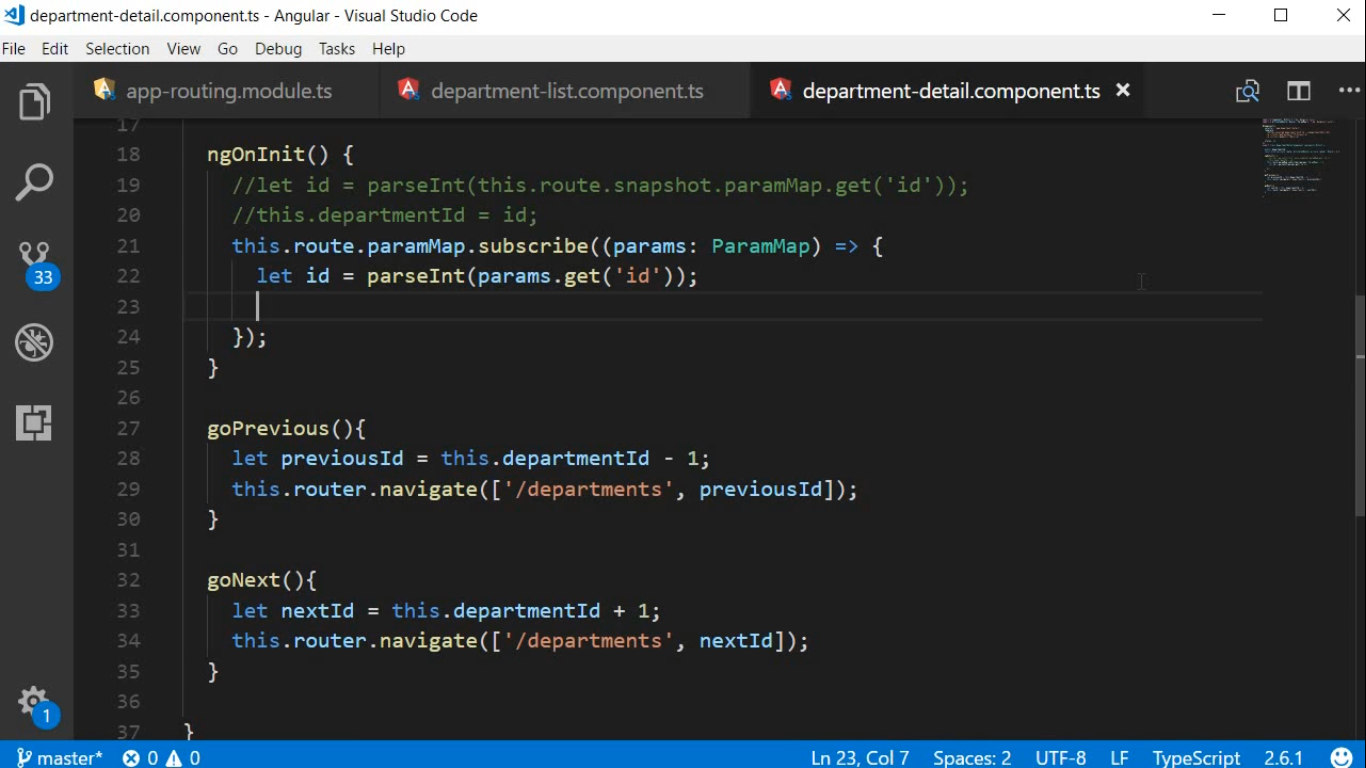 department-detail.component.ts - Angular - Visual Studio Code
File Edit Selection View Go Debug Tasks Help
app-routing.module.ts department-list.component.ts department-detail.component.ts
17
18 ngOnInit() {
19 //let id = parseInt(this.route.snapshot.paramMap.get('id'));
20 //this.departmentId = id;
21 this.route.paramMap.subscribe((params: ParamMap) => {
22 let id = parseInt(params.get('id'));
23
24 });
25 }
26
27 goPrevious(){
28 let previousId = this.departmentId - 1;
29 this.router.navigate(['/departments', previousId]);
30 }
31
32 goNext(){
33 let nextId = this.departmentId + 1;
34 this.router.navigate(['/departments', nextId]);
35 }
36
37 }
33
1
master* 0 0 Ln 23, Col 7 Spaces: 2 UTF-8 LF TypeScript 2.6.1